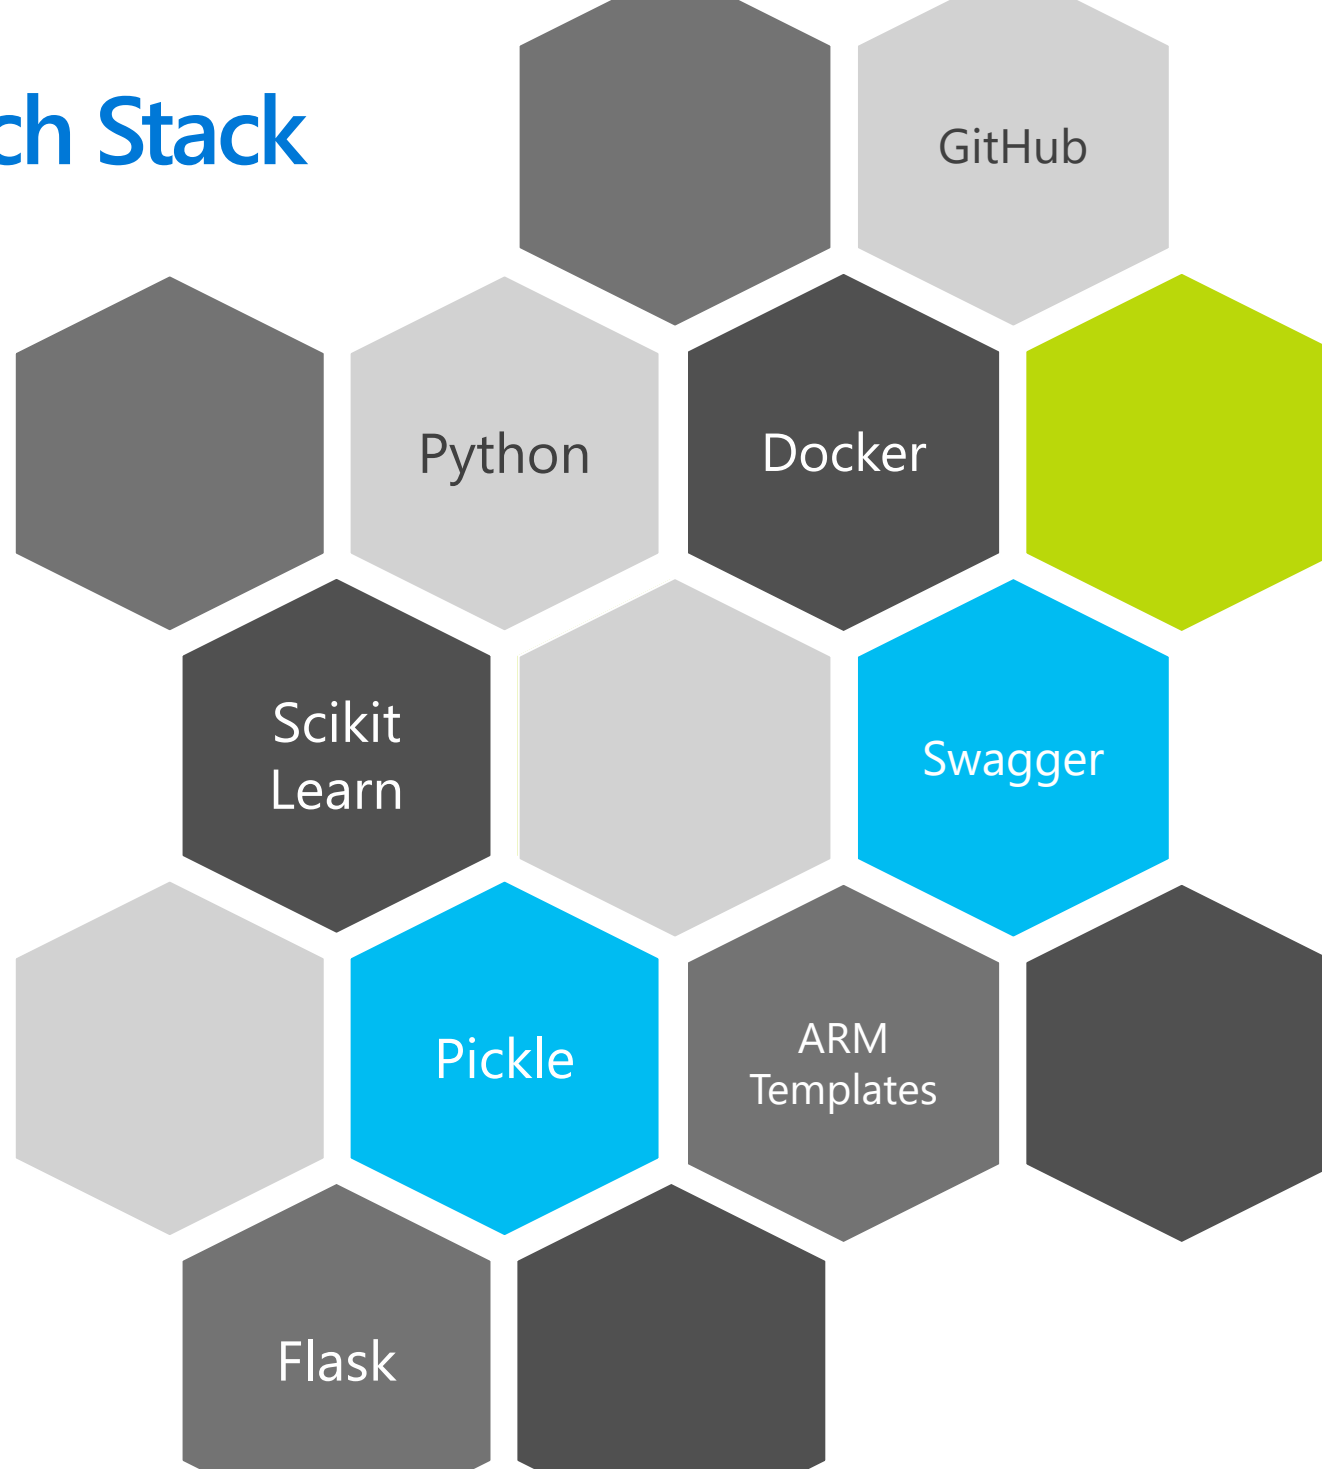 ch Stack
GitHub
Python
Docker
Scikit
Learn
Swagger
Pickle
ARM
Templates
Flask